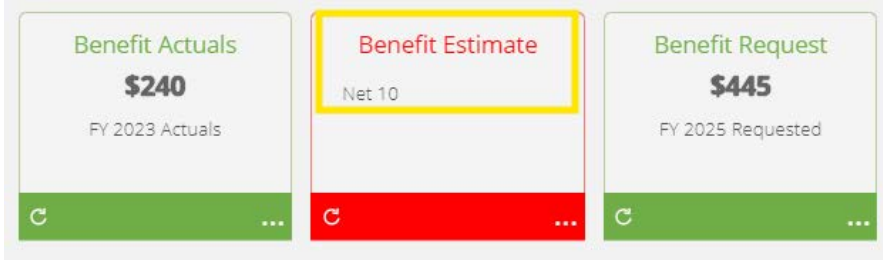 Benefit Actuals
$240
FY 2023 Actuals
...
Benefit Estimate
Net 10
...
Benefit Request
$445
FY 2025 Requested
...